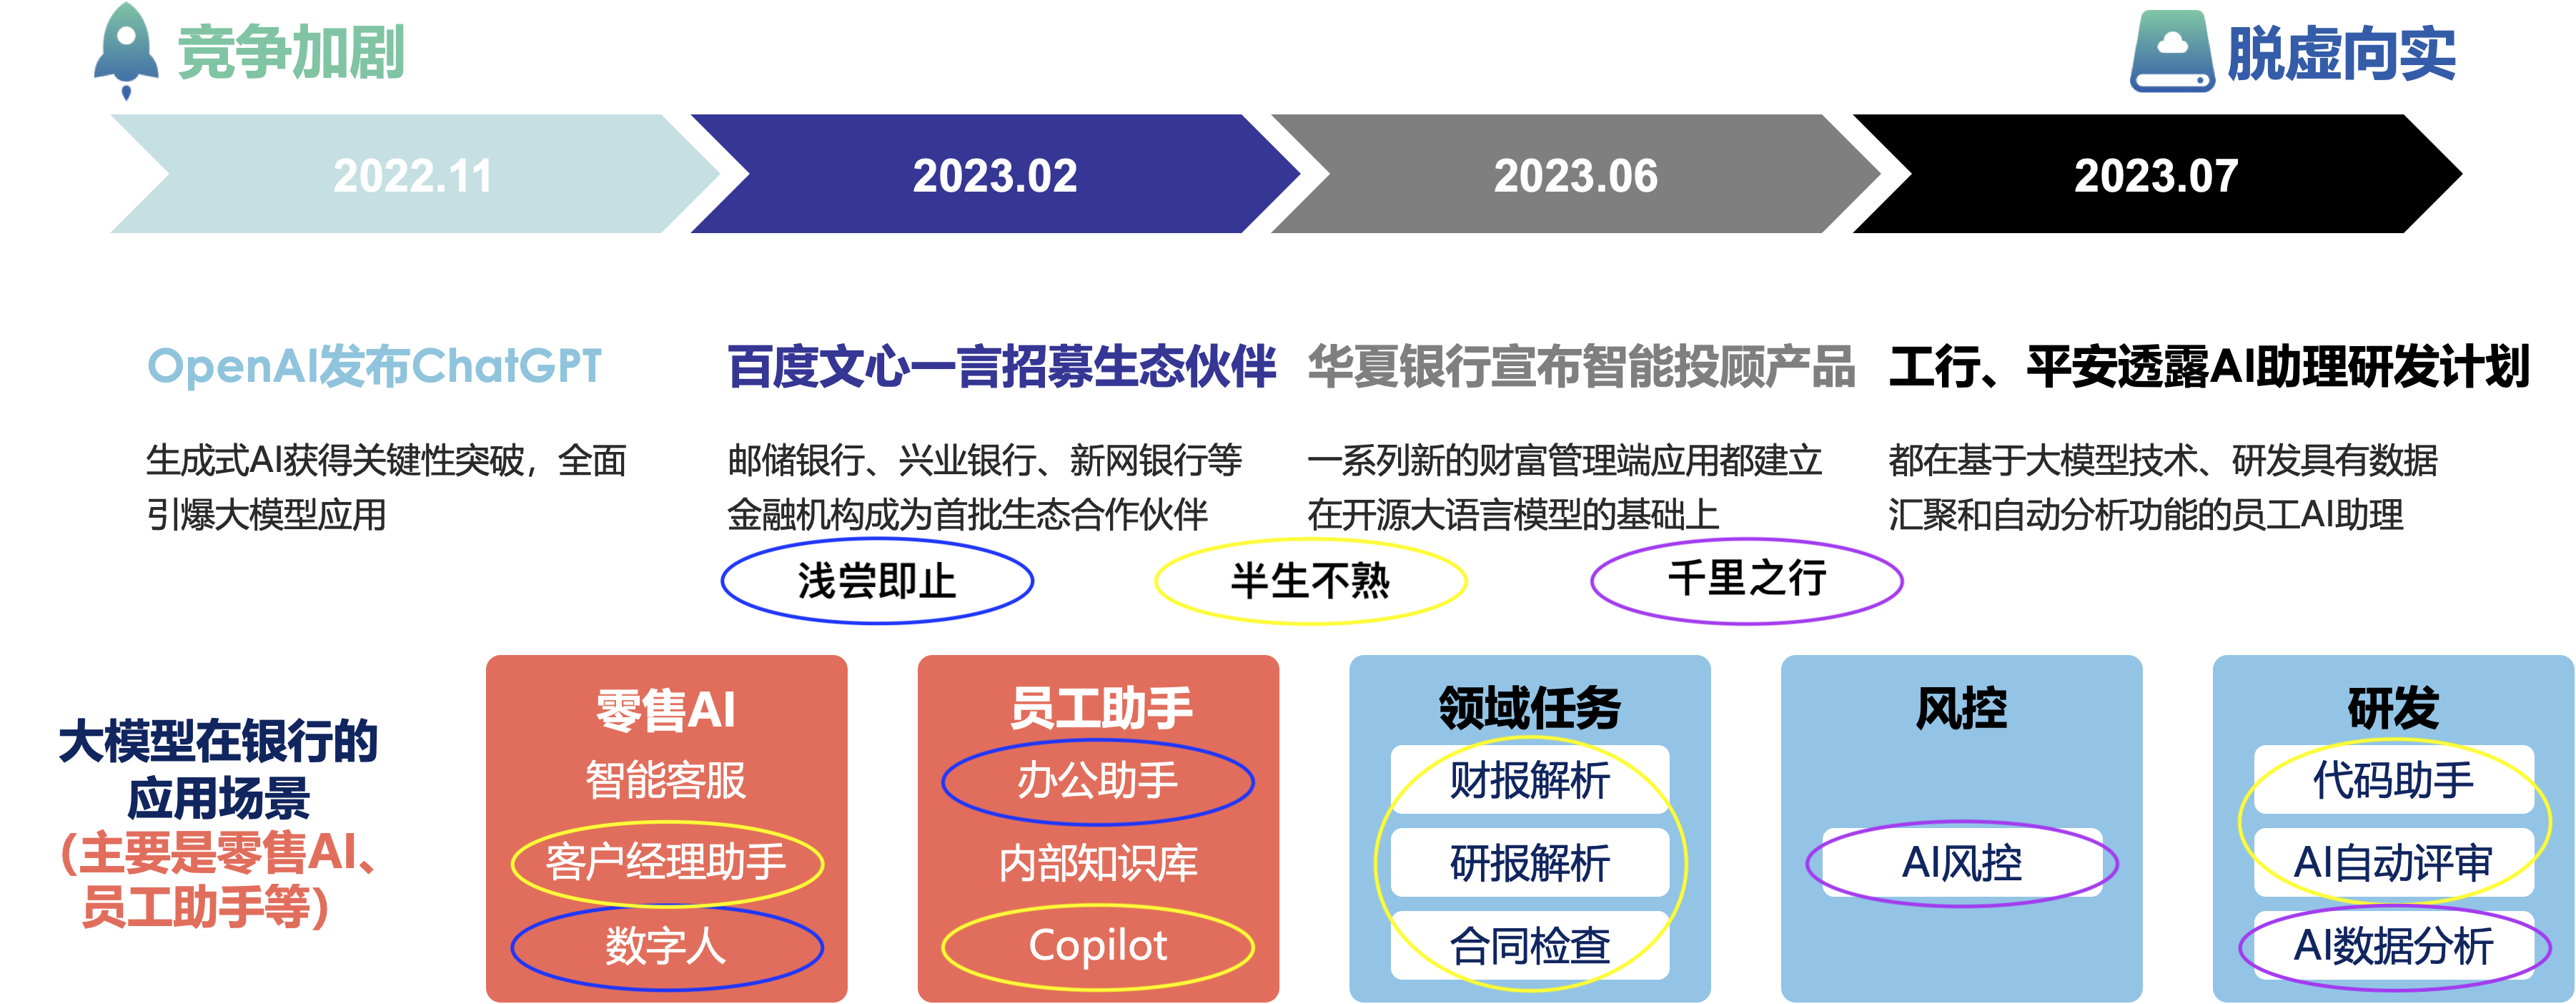 竞争加剧
脱虚向实
2022.11
2023.02
2023.06
2023.07
OpenAI发布ChatGPT
百度文心一言招募生态伙伴
华夏银行宣布智能投顾产品
工行、平安透露AI助理研发计划
生成式AI获得关键性突破，全面
引爆大模型应用
邮储银行、兴业银行、新网银行等
金融机构成为首批生态合作伙伴
一系列新的财富管理端应用都建立
在开源大语言模型的基础上
都在基于大模型技术、研发具有数据
汇聚和自动分析功能的员工AI助理
浅尝即止
半生不熟
千里之行
大模型在银行的
应用场景
(主要是零售AI、
员工助手等)
零售AI
智能客服
客户经理助手
数字人
员工助手
办公助手
内部知识库
Copilot
领域任务
财报解析
研报解析
合同检查
风控
AI风控
研发
代码助手
AI自动评审
AI数据分析